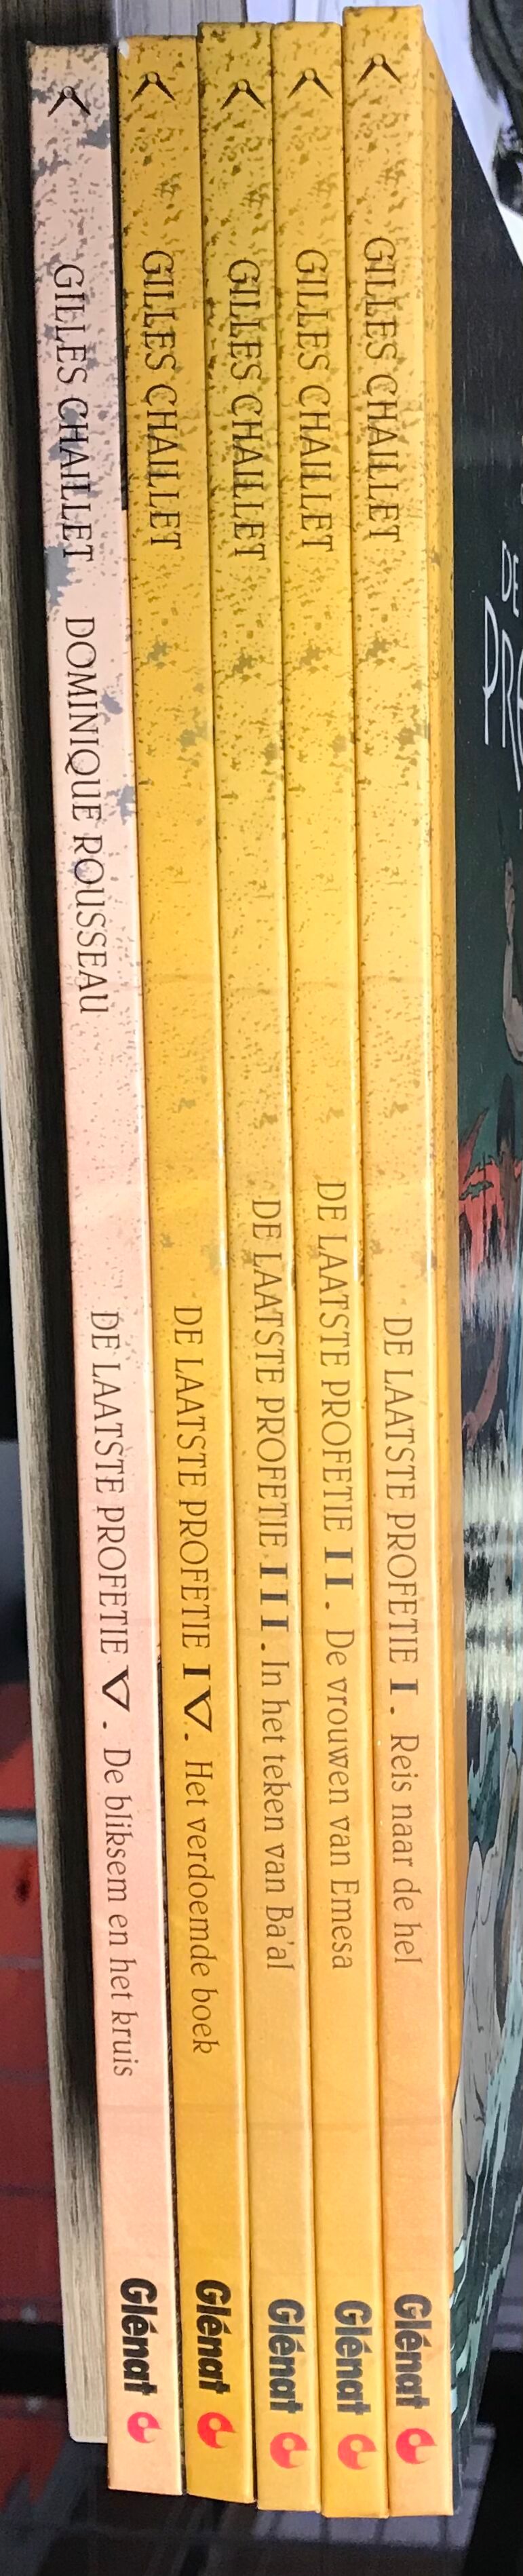 GILLES CHAILLET DOMINIQUE ROUSSEAU DE LAATSTE PROFETIE V. De bliksem en het kruis Glénat
GILLES CHAILLET DE LAATSTE PROFETIE IV. Het verdoemde boek Glénat
GILLES CHAILLET DE LAATSTE PROFETIE III. In het teken van Ba'al Glénat
GILLES CHAILLET DE LAATSTE PROFETIE II. De vrouwen van Emesa Glénat
GILLES CHAILLET DE LAATSTE PROFETIE I. Reis naar de hel Glénat
DE